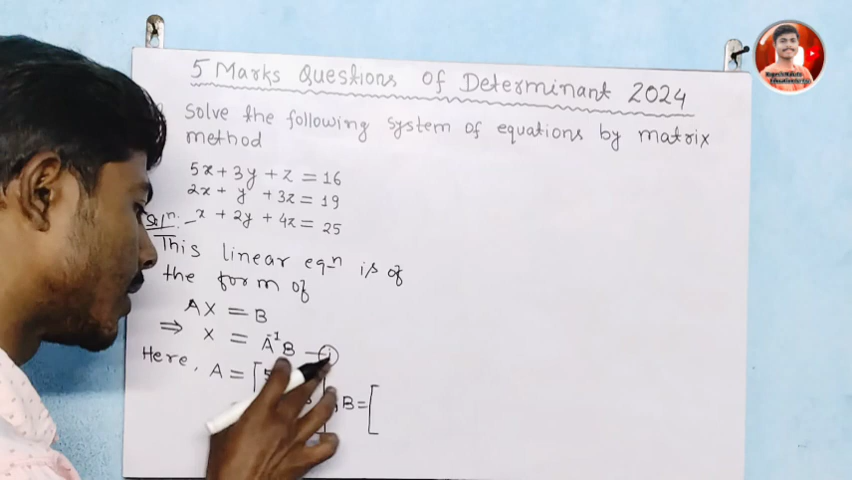 5 Marks Questions of Determinant 2024
Solve the following system of equations by matrix
method
5x + 3y + z = 16
2x + y + 3z = 19
x + 2y + 4z = 25
Solⁿ:-
This linear eqⁿ is of
the form of
AX = B
⇒ X = A⁻¹B —①
Here, A = [5
B = [